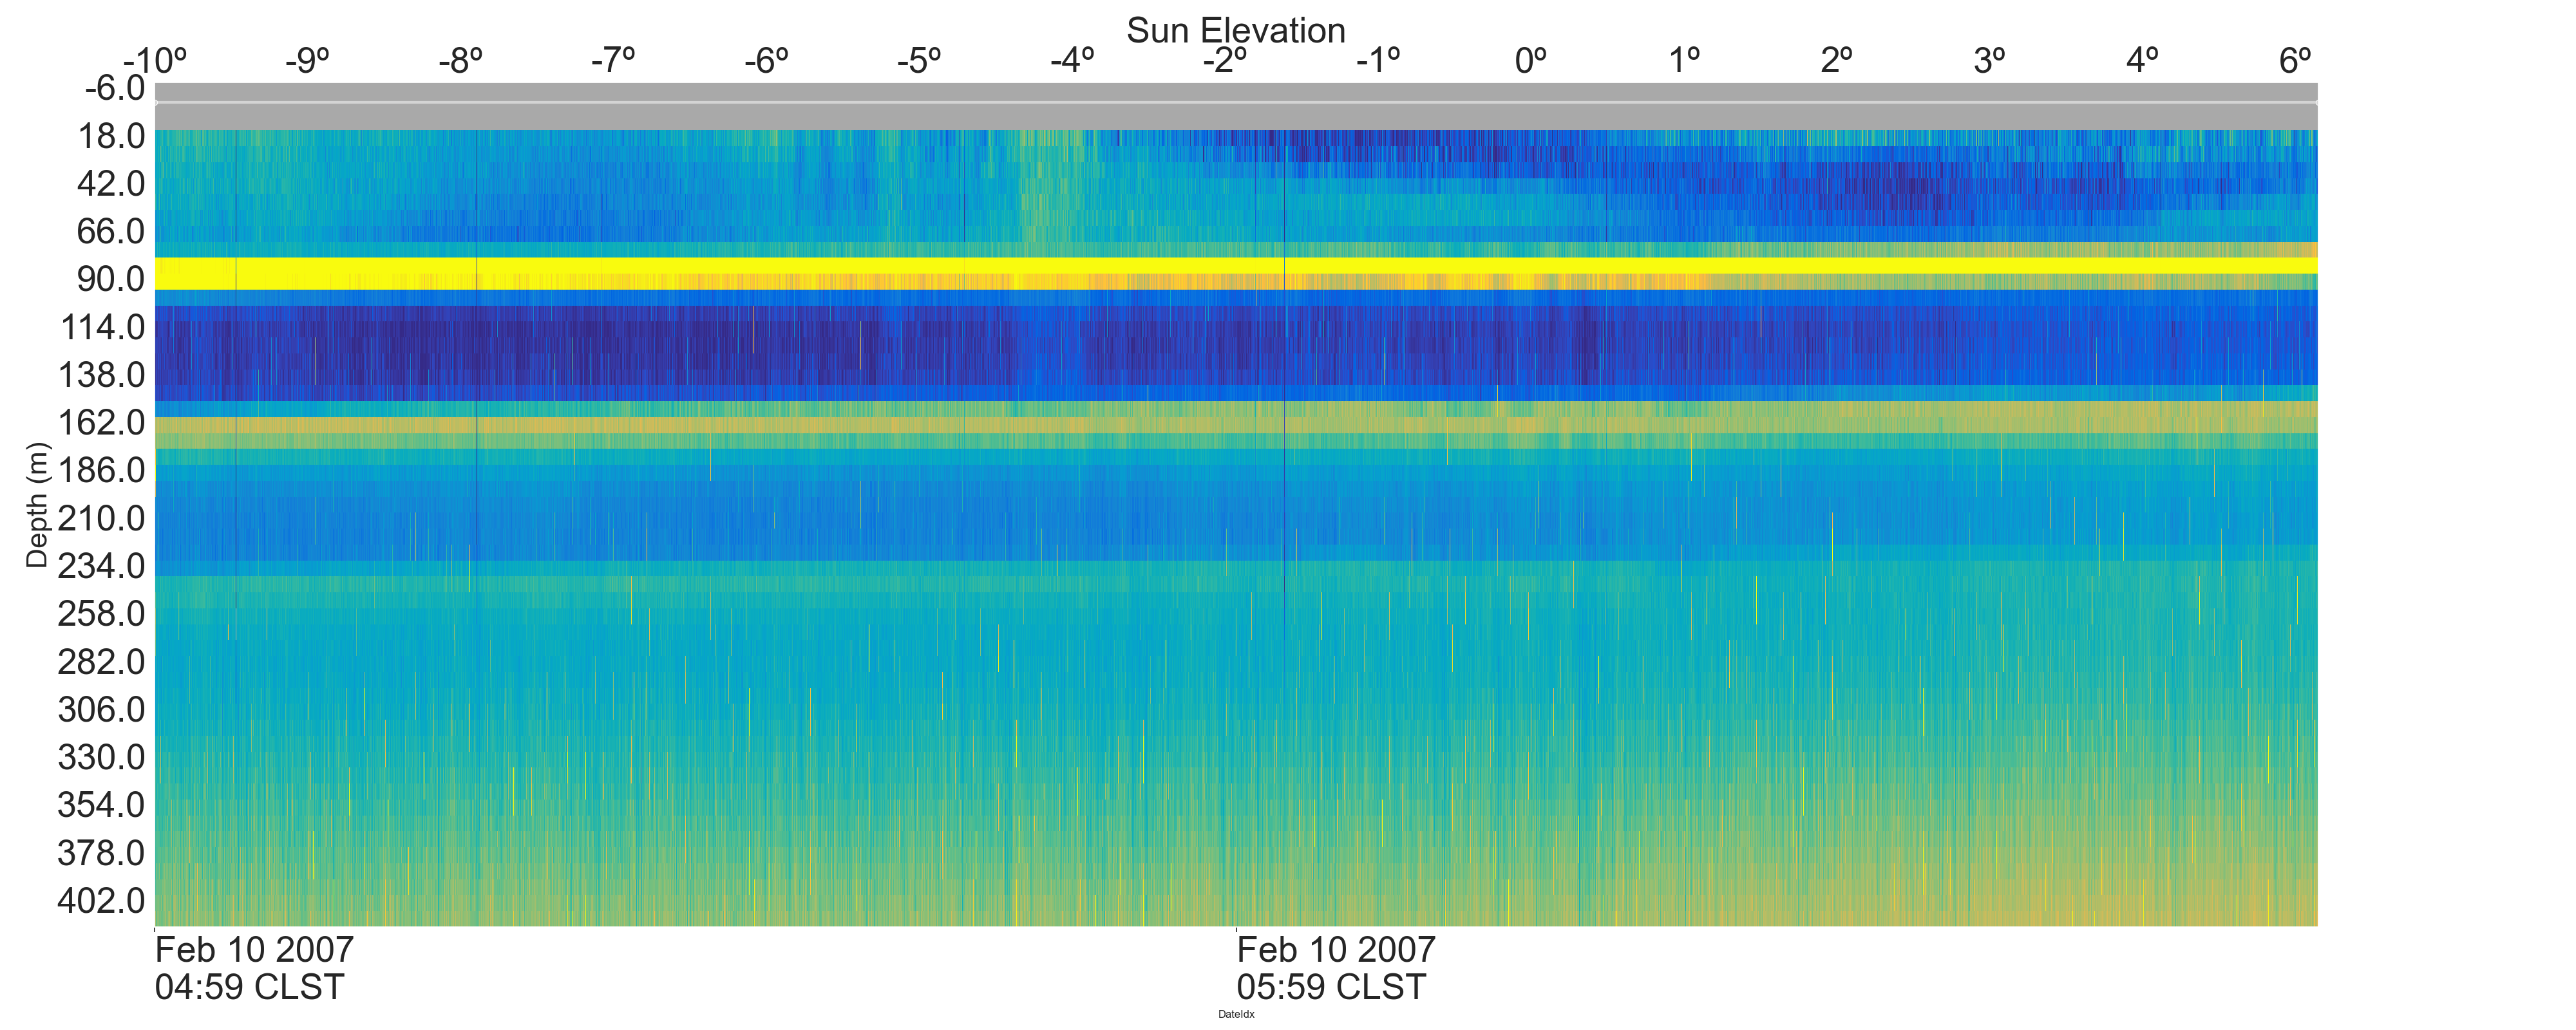 Sun Elevation
-10º -9º -8º -7º -6º -5º -4º -2º -1º 0º 1º 2º 3º 4º 6º
-6.0
18.0
42.0
66.0
90.0
114.0
138.0
162.0
186.0
210.0
234.0
258.0
282.0
306.0
330.0
354.0
378.0
402.0
Depth (m)
Feb 10 2007
04:59 CLST
Feb 10 2007
05:59 CLST
DateIdx